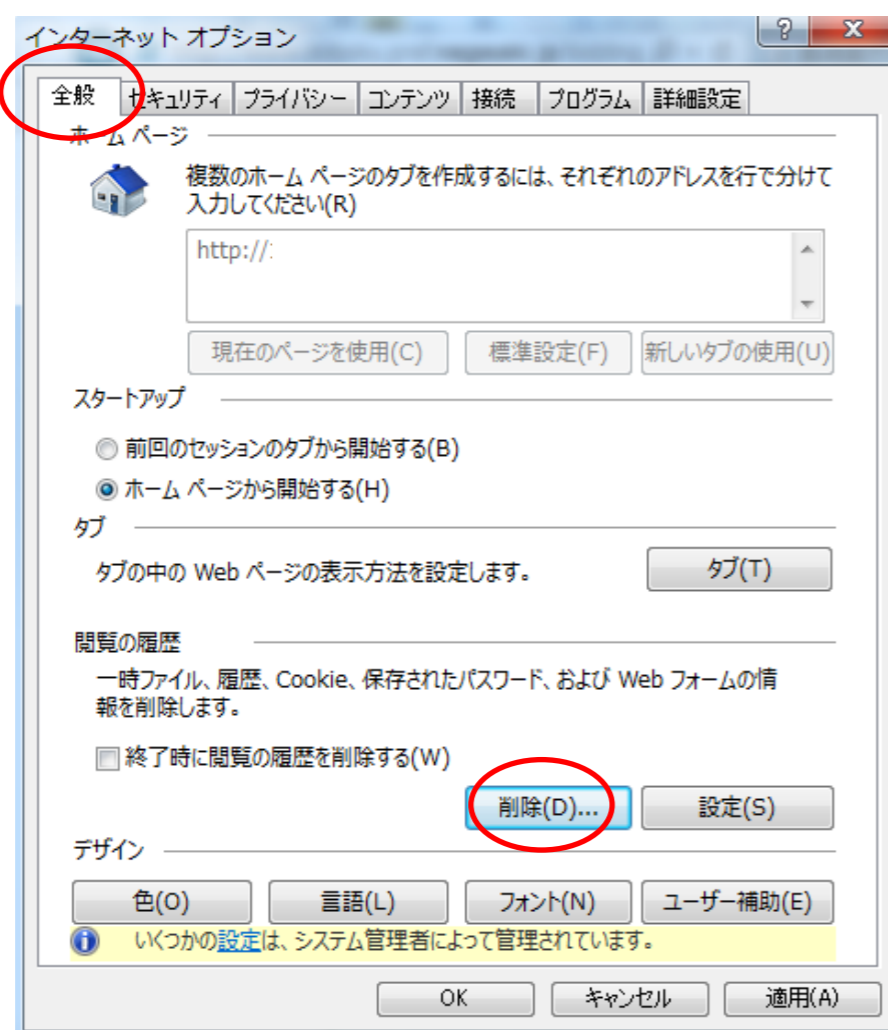 インターネット オプション
全般 セキュリティ プライバシー コンテンツ 接続 プログラム 詳細設定
ホーム ページ
複数のホーム ページのタブを作成するには、それぞれのアドレスを行で分けて
入力してください(R)
http://
現在のページを使用(C) 標準設定(F) 新しいタブの使用(U)
スタートアップ
前回のセッションのタブから開始する(B)
ホーム ページから開始する(H)
タブ
タブの中の Web ページの表示方法を設定します。 タブ(T)
閲覧の履歴
一時ファイル、履歴、Cookie、保存されたパスワード、および Web フォームの情
報を削除します。
終了時に閲覧の履歴を削除する(W)
削除(D)... 設定(S)
デザイン
色(O) 言語(L) フォント(N) ユーザー補助(E)
いくつかの設定は、システム管理者によって管理されています。
OK キャンセル 適用(A)